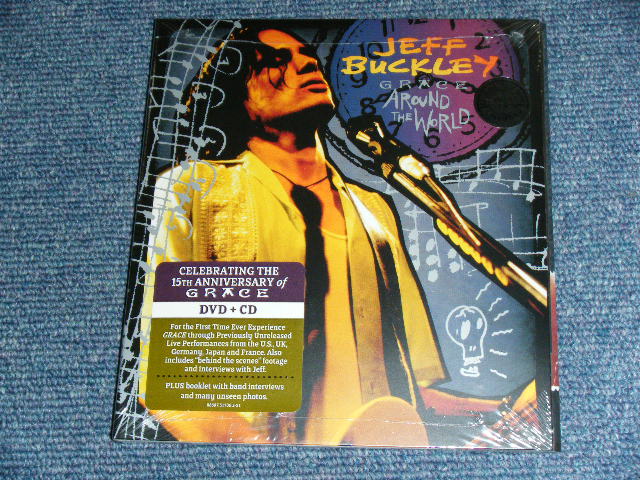 JEFF
BUCKLEY
GRACE
AROUND
THE WORLD
CELEBRATING THE
15TH ANNIVERSARY of
GRACE
DVD + CD
For the First Time Ever Experience
GRACE through Previously Unreleased
Live Performances from the U.S., UK,
Germany, Japan and France. Also
includes "behind the scenes" footage
and interviews with Jeff.
PLUS booklet with band interviews
and many unseen photos.